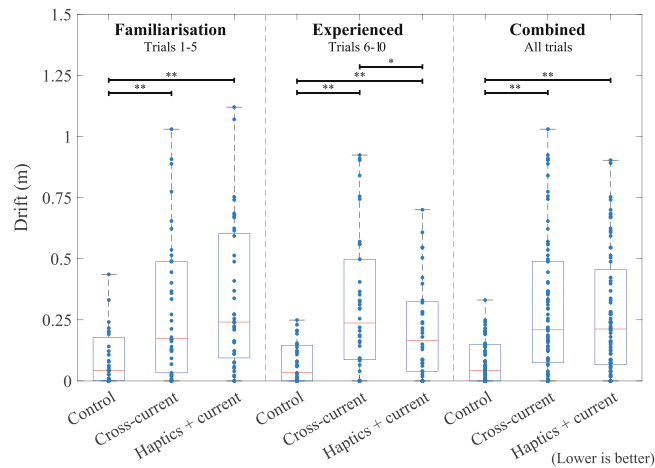 Familiarisation
Trials 1-5
Experienced
Trials 6-10
Combined
All trials
Drift (m)
1.5
1.25
1
0.75
0.5
0.25
0
**
**
**
**
*
**
**
Control
Cross-current
Haptics + current
Control
Cross-current
Haptics + current
Control
Cross-current
Haptics + current
(Lower is better)